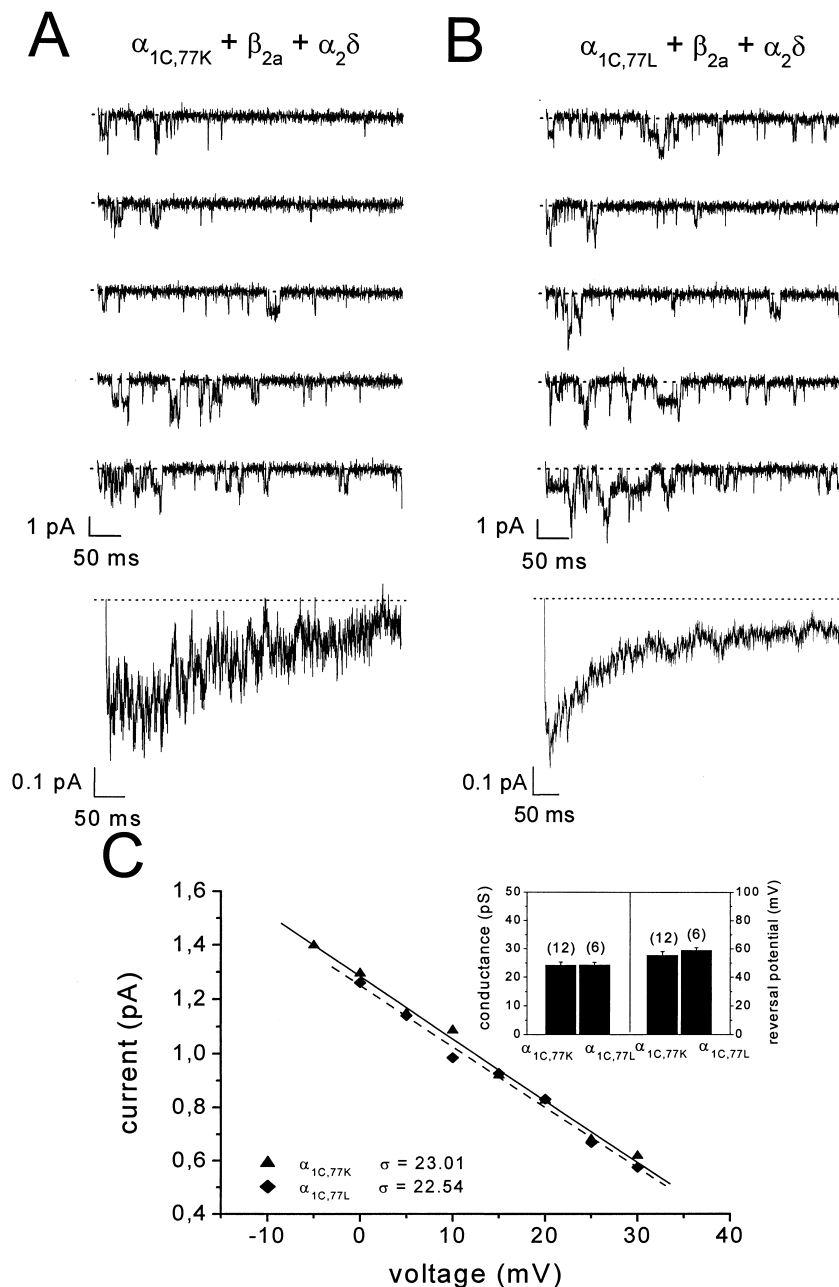 A
α1C,77K + β2a + α2δ
B
α1C,77L + β2a + α2δ
1 pA
50 ms
1 pA
50 ms
0.1 pA
50 ms
0.1 pA
50 ms
C
1,6
1,4
1,2
1,0
0,8
0,6
0,4
current (pA)
-10 0 10 20 30 40
voltage (mV)
α1C,77K σ = 23.01
α1C,77L σ = 22.54
50
40
30
20
10
0
conductance (pS)
(12) (6) (12) (6)
100
80
60
40
20
0
reversal potential (mV)
α1C,77K α1C,77L α1C,77K α1C,77L